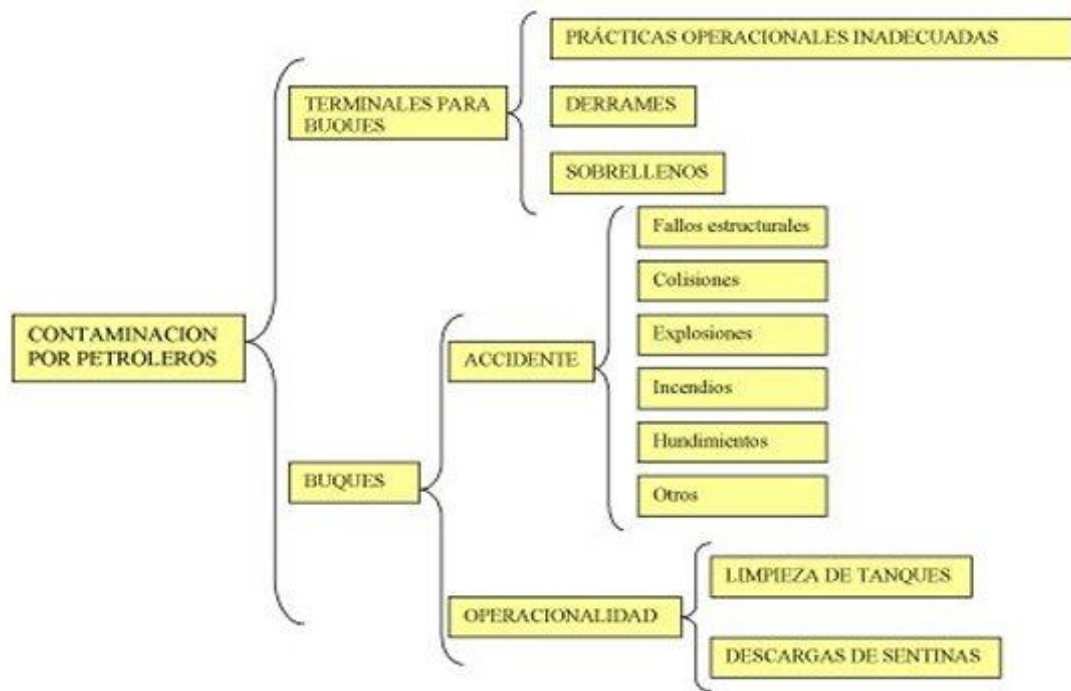 PRÁCTICAS OPERACIONALES INADECUADAS
TERMINALES PARA
BUQUES
DERRAMES
SOBRELLENOS
CONTAMINACION
POR PETROLEROS
BUQUES
ACCIDENTE
Fallos estructurales
Colisiones
Explosiones
Incendios
Hundimientos
Otros
OPERACIONALIDAD
LIMPIEZA DE TANQUES
DESCARGAS DE SENTINAS